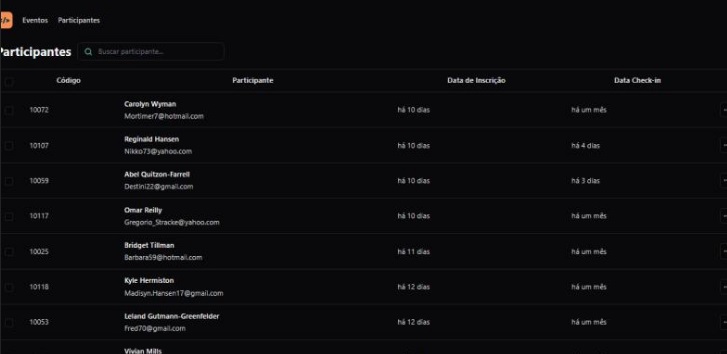 </>
Eventos Participantes
Participantes Buscar participante...
Código Participante Data de Inscrição Data Check-in
10072 Carolyn Wyman há 10 dias há um mês
Mortimer7@hotmail.com
10107 Reginald Hansen há 10 dias há 4 dias
Nikko73@yahoo.com
10059 Abel Quitzon-Farrell há 10 dias há 3 dias
Destini22@gmail.com
10117 Omar Reilly há 10 dias há um mês
Gregorio_Stracke@yahoo.com
10025 Bridget Tillman há 11 dias há um mês
Barbara59@hotmail.com
10118 Kyle Hermiston há 12 dias há um mês
Madisyn.Hansen17@gmail.com
10053 Leland Gutmann-Greenfelder há 12 dias há um mês
Fred70@gmail.com
Vivian Mills